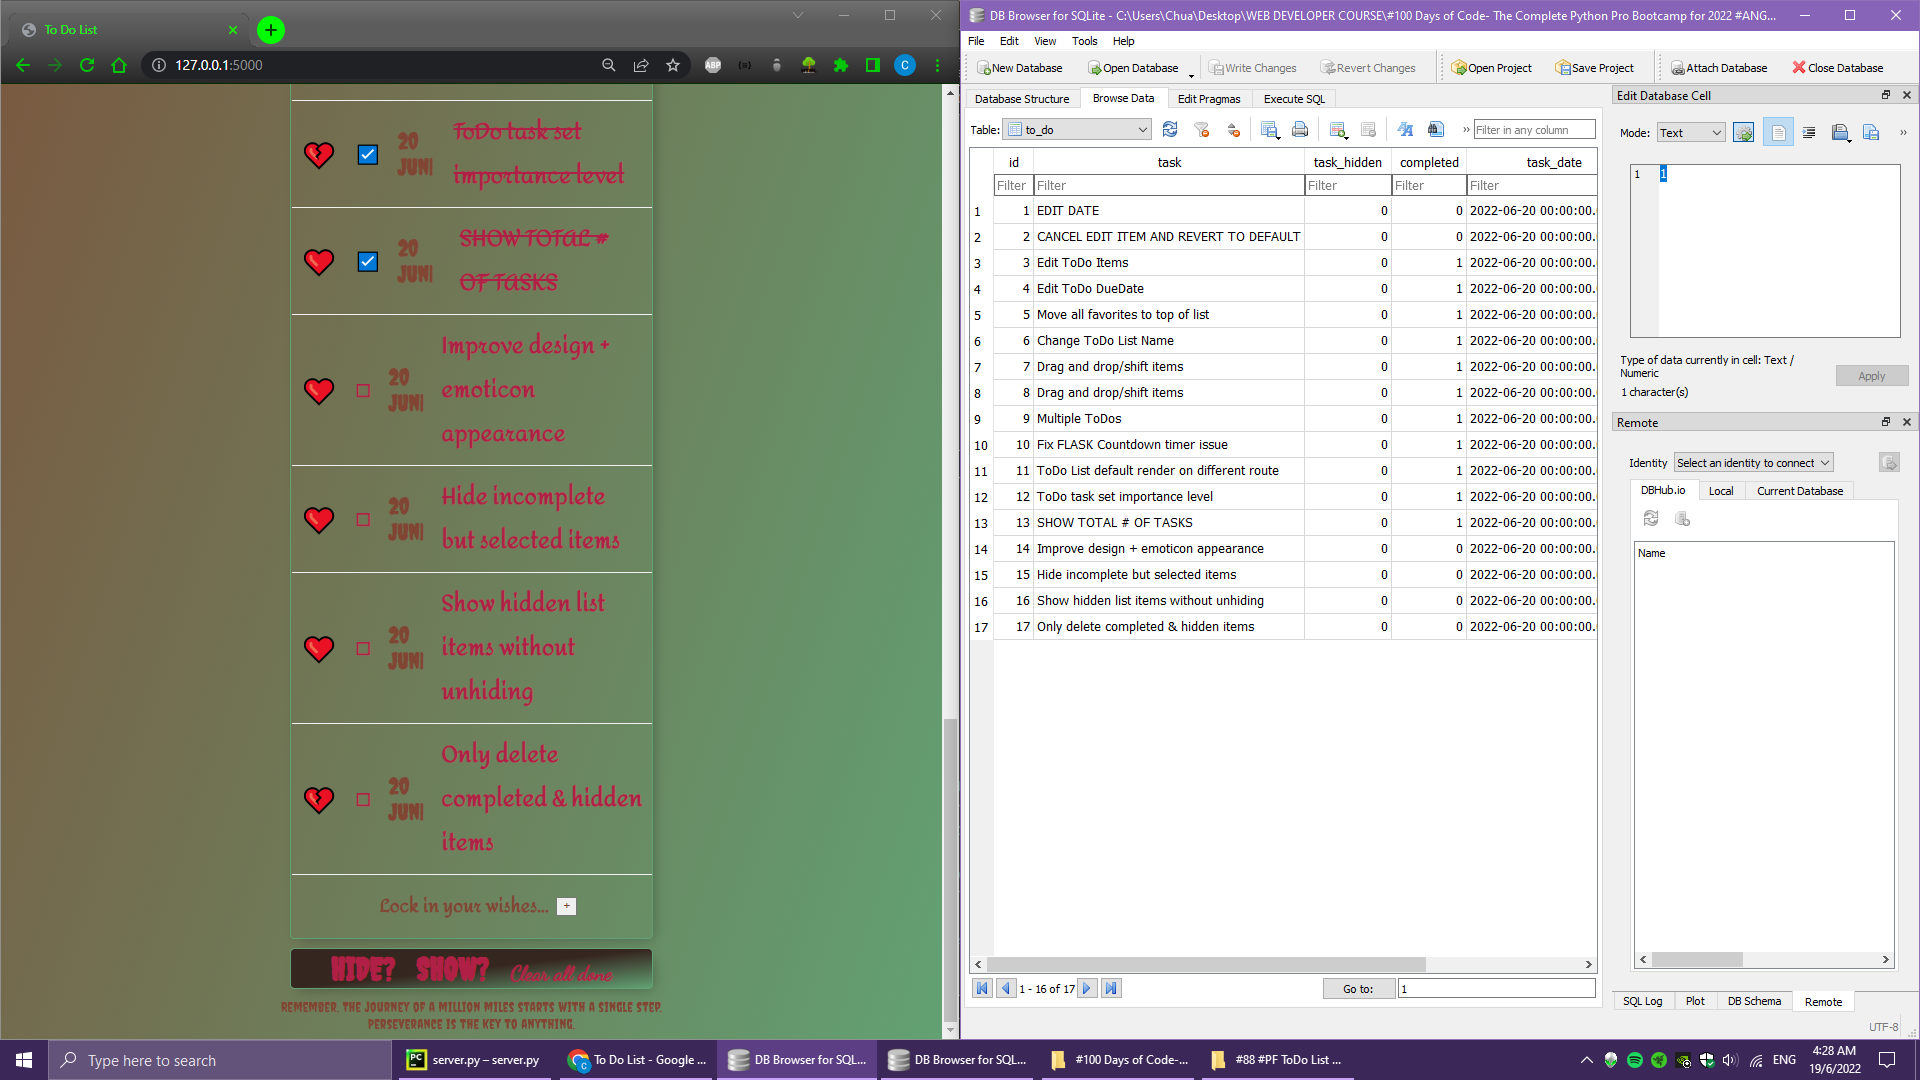 To Do List
127.0.0.1:5000
ABP
C
20
JUNI
ToDo task set
importance level
20
JUNI
SHOW TOTAL #
OF TASKS
20
JUNI
Improve design +
emoticon
appearance
20
JUNI
Hide incomplete
but selected items
20
JUNI
Show hidden list
items without
unhiding
20
JUNI
Only delete
completed & hidden
items
Lock in your wishes... +
HIDE? SHOW? Clear all done
REMEMBER, THE JOURNEY OF A MILLION MILES STARTS WITH A SINGLE STEP.
PERSEVERANCE IS THE KEY TO ANYTHING.
DB Browser for SQLite - C:\Users\Chua\Desktop\WEB DEVELOPER COURSE\#100 Days of Code- The Complete Python Pro Bootcamp for 2022 #ANG...
File Edit View Tools Help
New Database Open Database Write Changes Revert Changes Open Project Save Project Attach Database Close Database
Database Structure Browse Data Edit Pragmas Execute SQL
Table: to_do Filter in any column
id task task_hidden completed task_date
Filter Filter Filter Filter Filter
1 1 EDIT DATE 0 0 2022-06-20 00:00:00.
2 2 CANCEL EDIT ITEM AND REVERT TO DEFAULT 0 0 2022-06-20 00:00:00.
3 3 Edit ToDo Items 0 1 2022-06-20 00:00:00.
4 4 Edit ToDo DueDate 0 1 2022-06-20 00:00:00.
5 5 Move all favorites to top of list 0 1 2022-06-20 00:00:00.
6 6 Change ToDo List Name 0 1 2022-06-20 00:00:00.
7 7 Drag and drop/shift items 0 1 2022-06-20 00:00:00.
8 8 Drag and drop/shift items 0 1 2022-06-20 00:00:00.
9 9 Multiple ToDos 0 1 2022-06-20 00:00:00.
10 10 Fix FLASK Countdown timer issue 0 1 2022-06-20 00:00:00.
11 11 ToDo List default render on different route 0 1 2022-06-20 00:00:00.
12 12 ToDo task set importance level 0 1 2022-06-20 00:00:00.
13 13 SHOW TOTAL # OF TASKS 0 1 2022-06-20 00:00:00.
14 14 Improve design + emoticon appearance 0 0 2022-06-20 00:00:00.
15 15 Hide incomplete but selected items 0 0 2022-06-20 00:00:00.
16 16 Show hidden list items without unhiding 0 0 2022-06-20 00:00:00.
17 17 Only delete completed & hidden items 0 0 2022-06-20 00:00:00.
1 - 16 of 17 Go to: 1
Edit Database Cell
Mode: Text
1 1
Type of data currently in cell: Text /
Numeric
1 character(s)
Apply
Remote
Identity Select an identity to connect
DBHub.io Local Current Database
Name
SQL Log Plot DB Schema Remote
UTF-8
Type here to search
server.py – server.py
To Do List - Google ...
DB Browser for SQL...
DB Browser for SQL...
#100 Days of Code-...
#88 #PF ToDo List ...
ENG
4:28 AM
19/6/2022